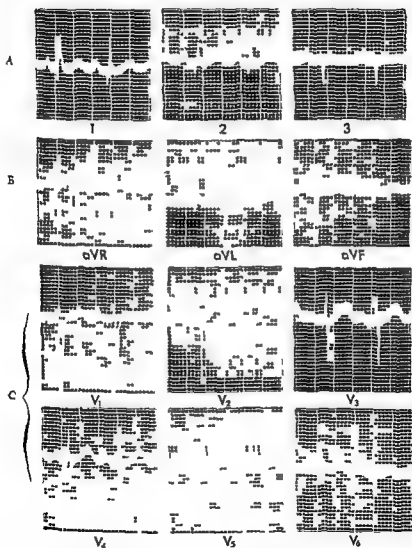 A
1 2 3
Б
aVR aVL aVF
C
V₁ V₂ V₃
V₄ V₅ V₆